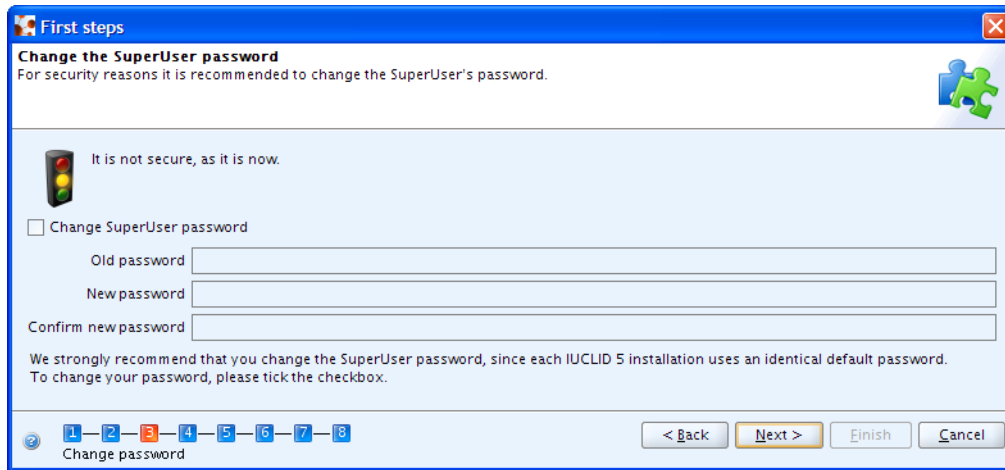 First steps
Change the SuperUser password
For security reasons it is recommended to change the SuperUser's password.
It is not secure, as it is now.
Change SuperUser password
Old password
New password
Confirm new password
We strongly recommend that you change the SuperUser password, since each IUCLID 5 installation uses an identical default password.
To change your password, please tick the checkbox.
? 1 2 3 4 5 6 7 8 < Back Next > Finish Cancel
Change password